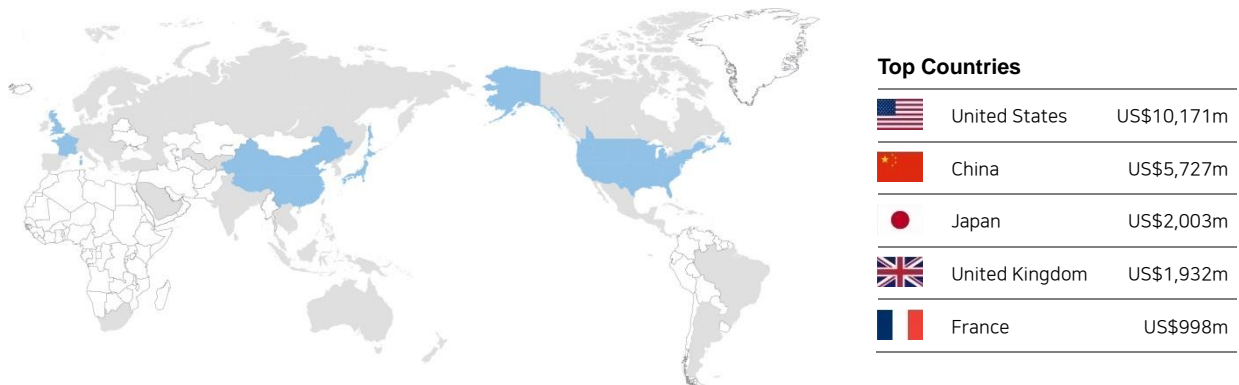 Top Countries
United States US$10,171m
China US$5,727m
Japan US$2,003m
United Kingdom US$1,932m
France US$998m